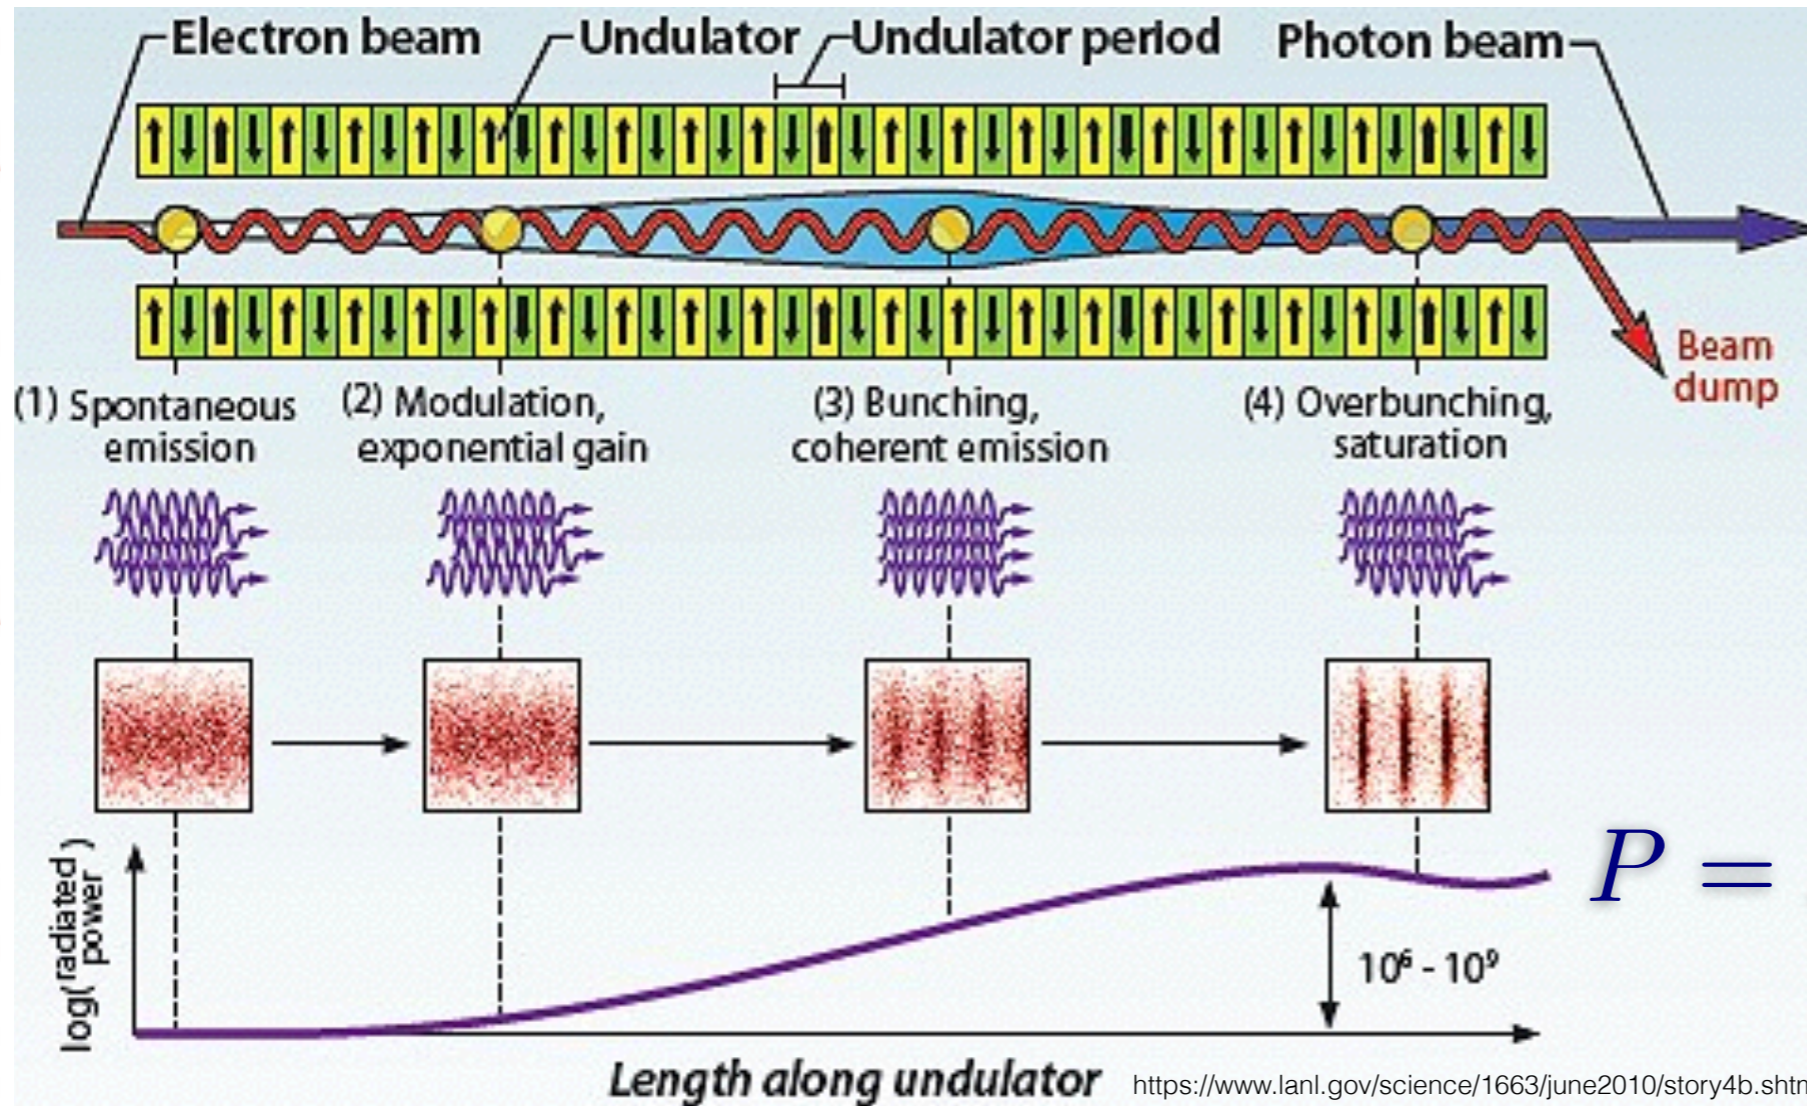 Electron beam
Undulator
Undulator period
Photon beam
Beam
dump
(1) Spontaneous
emission
(2) Modulation,
exponential gain
(3) Bunching,
coherent emission
(4) Overbunching,
saturation
log(radiated
power)
P =
10⁶ - 10⁹
Length along undulator
https://www.lanl.gov/science/1663/june2010/story4b.shtm